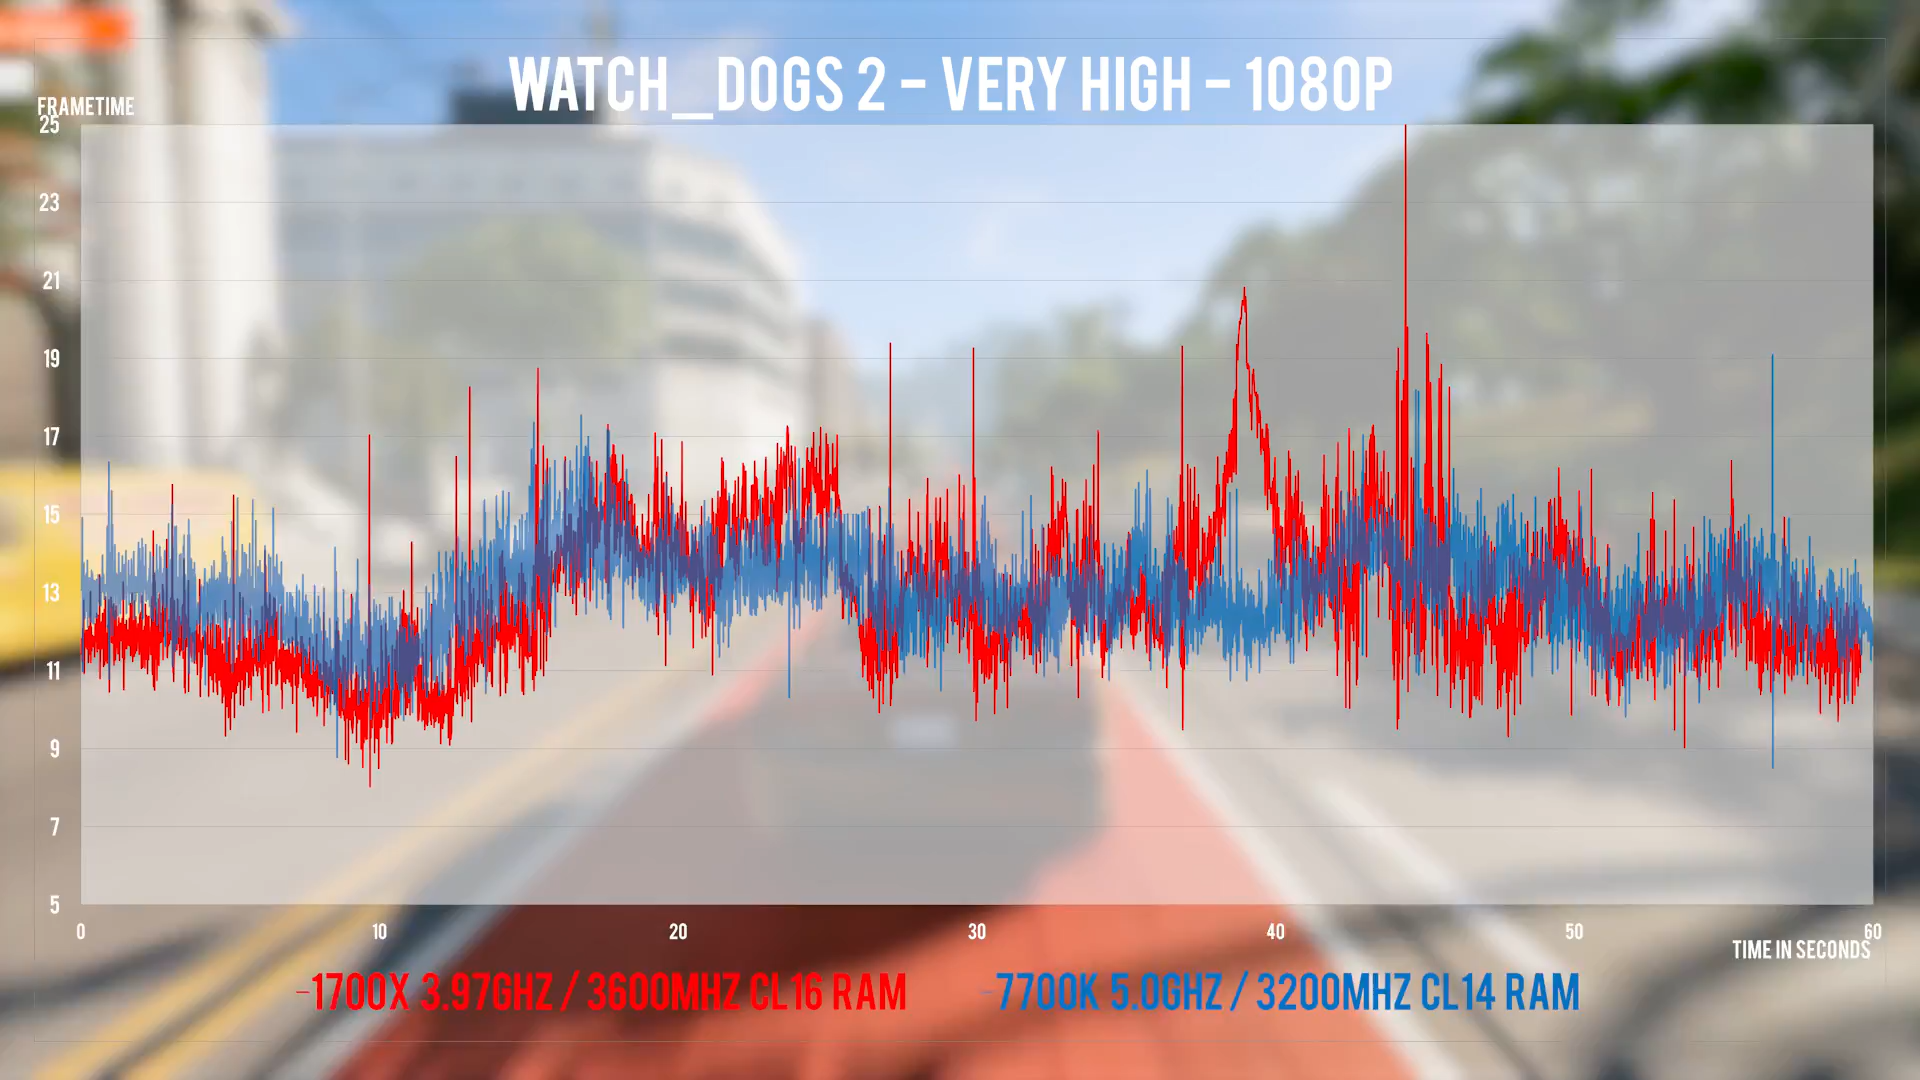 WATCH_DOGS 2 - VERY HIGH - 1080P
FRAMETIME
25
23
21
19
17
15
13
11
9
7
5
0 10 20 30 40 50 60
TIME IN SECONDS
-1700X 3.97GHZ / 3600MHZ CL16 RAM -7700K 5.0GHZ / 3200MHZ CL14 RAM